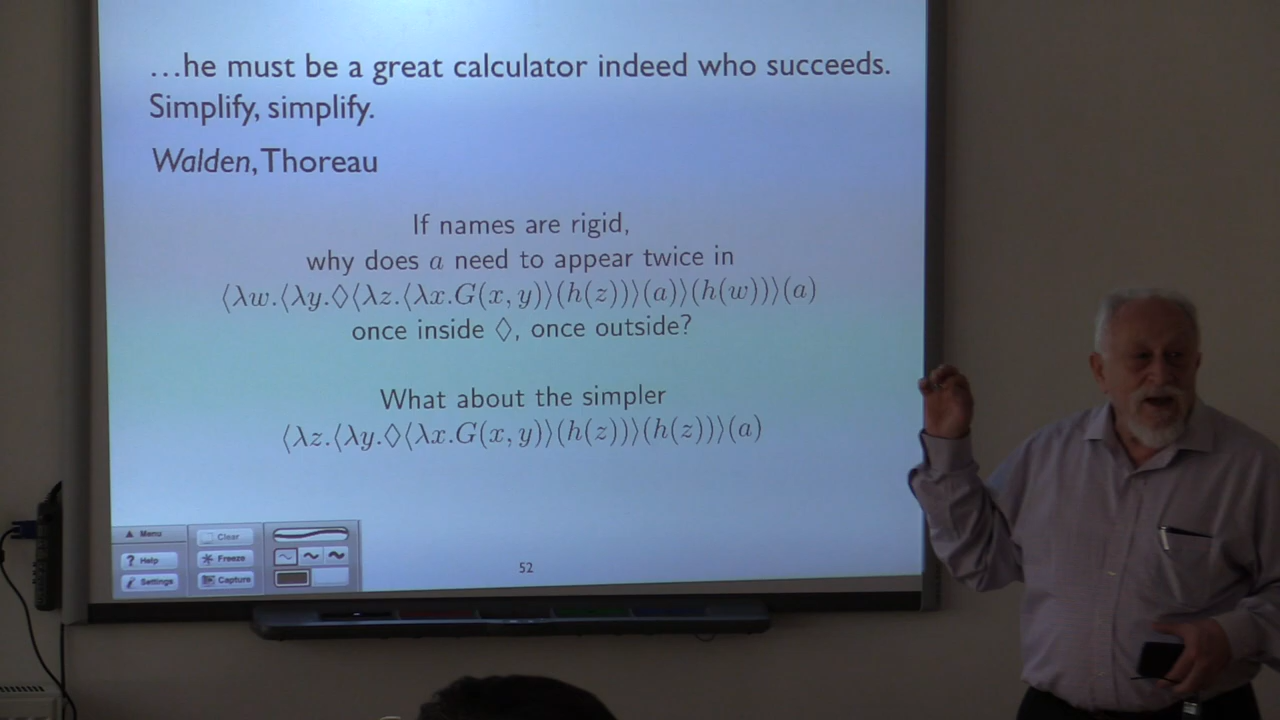 …he must be a great calculator indeed who succeeds.
Simplify, simplify.
Walden, Thoreau
If names are rigid,
why does a need to appear twice in
⟨λw.⟨λy.◊⟨λz.⟨λx.G(x, y)⟩(h(z))⟩(a)⟩(h(w))⟩(a)
once inside ◊, once outside?
What about the simpler
⟨λz.⟨λy.◊⟨λx.G(x, y)⟩(h(z))⟩(h(z))⟩(a)
Menu
Clear
? Help
Freeze
Settings
Capture
52